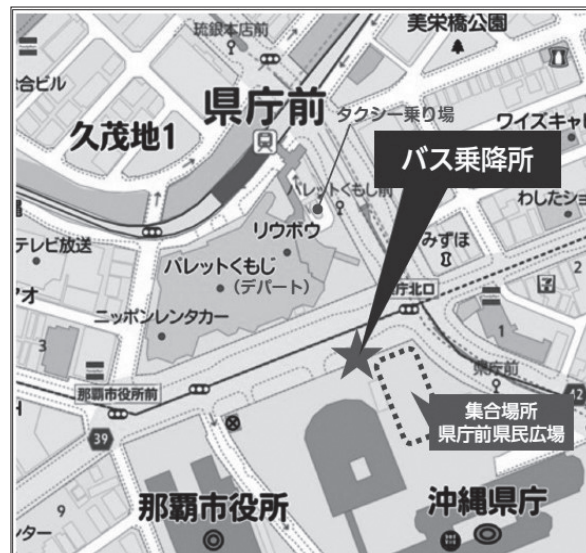 琉銀本店前
美栄橋公園
合ビル
県庁前
タクシー乗り場
久茂地1
ワイズキャビ
バス乗降所
パレットくもじ前
わしたショ
テレビ放送
リウボウ
みずほ
パレットくもじ
(デパート)
2
アオ
庁北口
ニッポンレンタカー
1
3
県庁前
那覇市役所前
42
集合場所
県庁前県民広場
39
9
那覇市役所
沖縄県庁
ンター